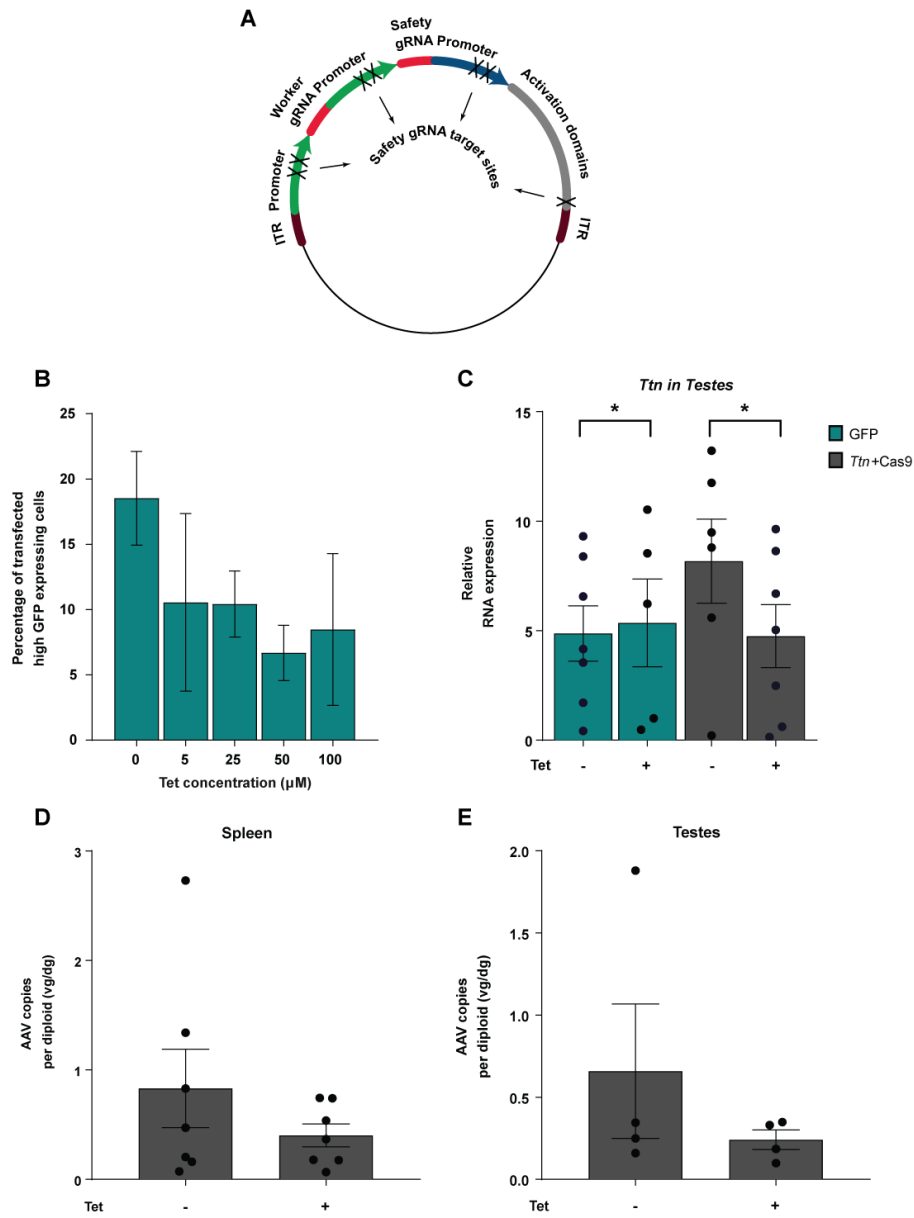 A
Safety
gRNA Promoter
Worker
gRNA Promoter
Activation domains
Safety gRNA target sites
Promoter
ITR
ITR
B
25
20
15
10
5
0
Percentage of transfected
high GFP expressing cells
0 5 25 50 100
Tet concentration (µM)
C
Ttn in Testes
* *
15
10
5
0
Relative
RNA expression
GFP
Ttn+Cas9
Tet - + - +
D
Spleen
3
2
1
0
AAV copies
per diploid (vg/dg)
Tet - +
E
Testes
2.0
1.5
1.0
0.5
0.0
AAV copies
per diploid (vg/dg)
Tet - +